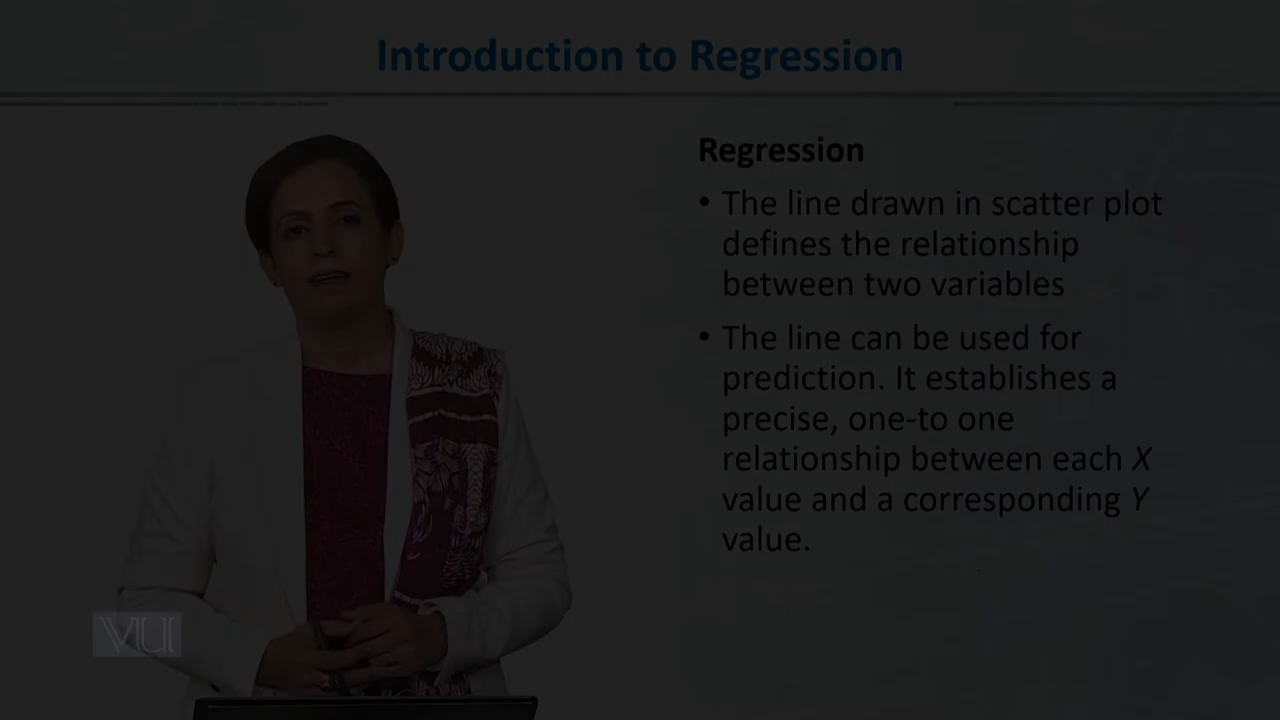 Introduction to Regression
Regression
• The line drawn in scatter plot
defines the relationship
between two variables
• The line can be used for
prediction. It establishes a
precise, one-to one
relationship between each X
value and a corresponding Y
value.
VU